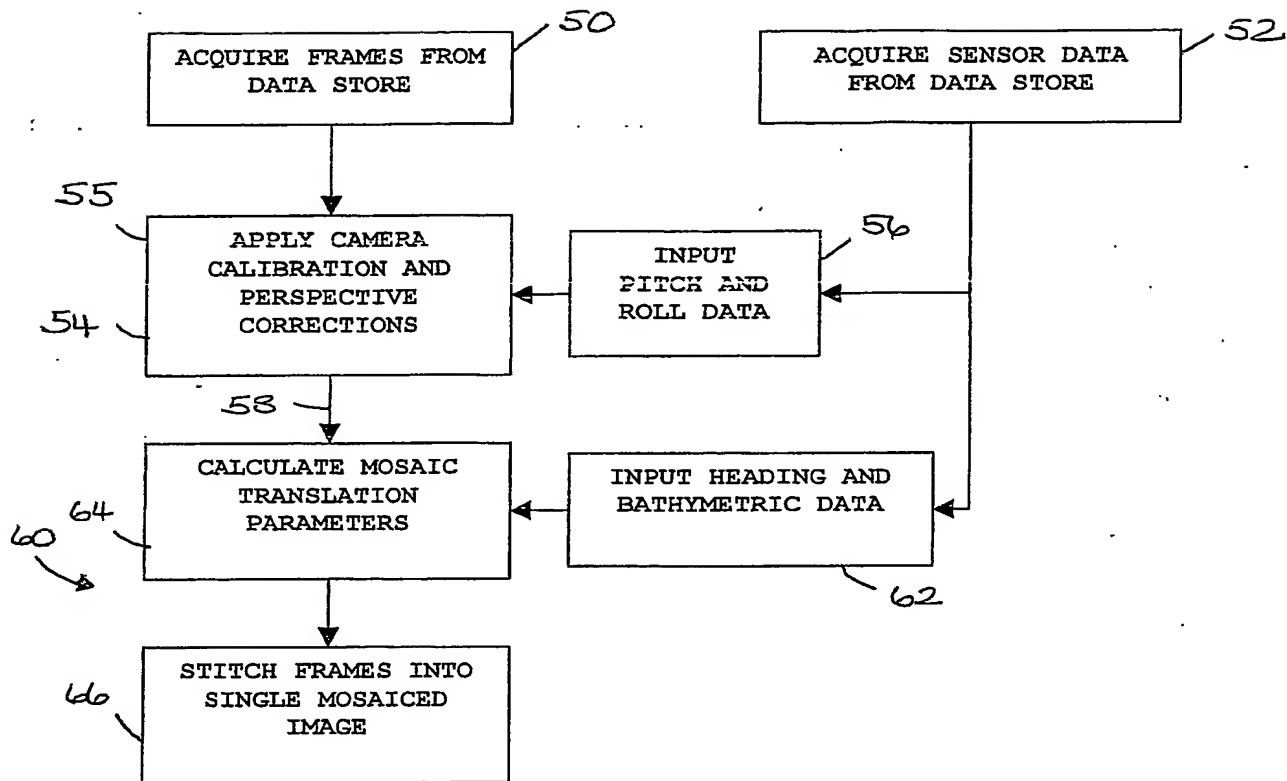 50
ACQUIRE FRAMES FROM
DATA STORE
52
ACQUIRE SENSOR DATA
FROM DATA STORE
55
54
APPLY CAMERA
CALIBRATION AND
PERSPECTIVE
CORRECTIONS
56
INPUT
PITCH AND
ROLL DATA
58
CALCULATE MOSAIC
TRANSLATION
PARAMETERS
64
60
INPUT HEADING AND
BATHYMETRIC DATA
62
STITCH FRAMES INTO
SINGLE MOSAICED
IMAGE
66